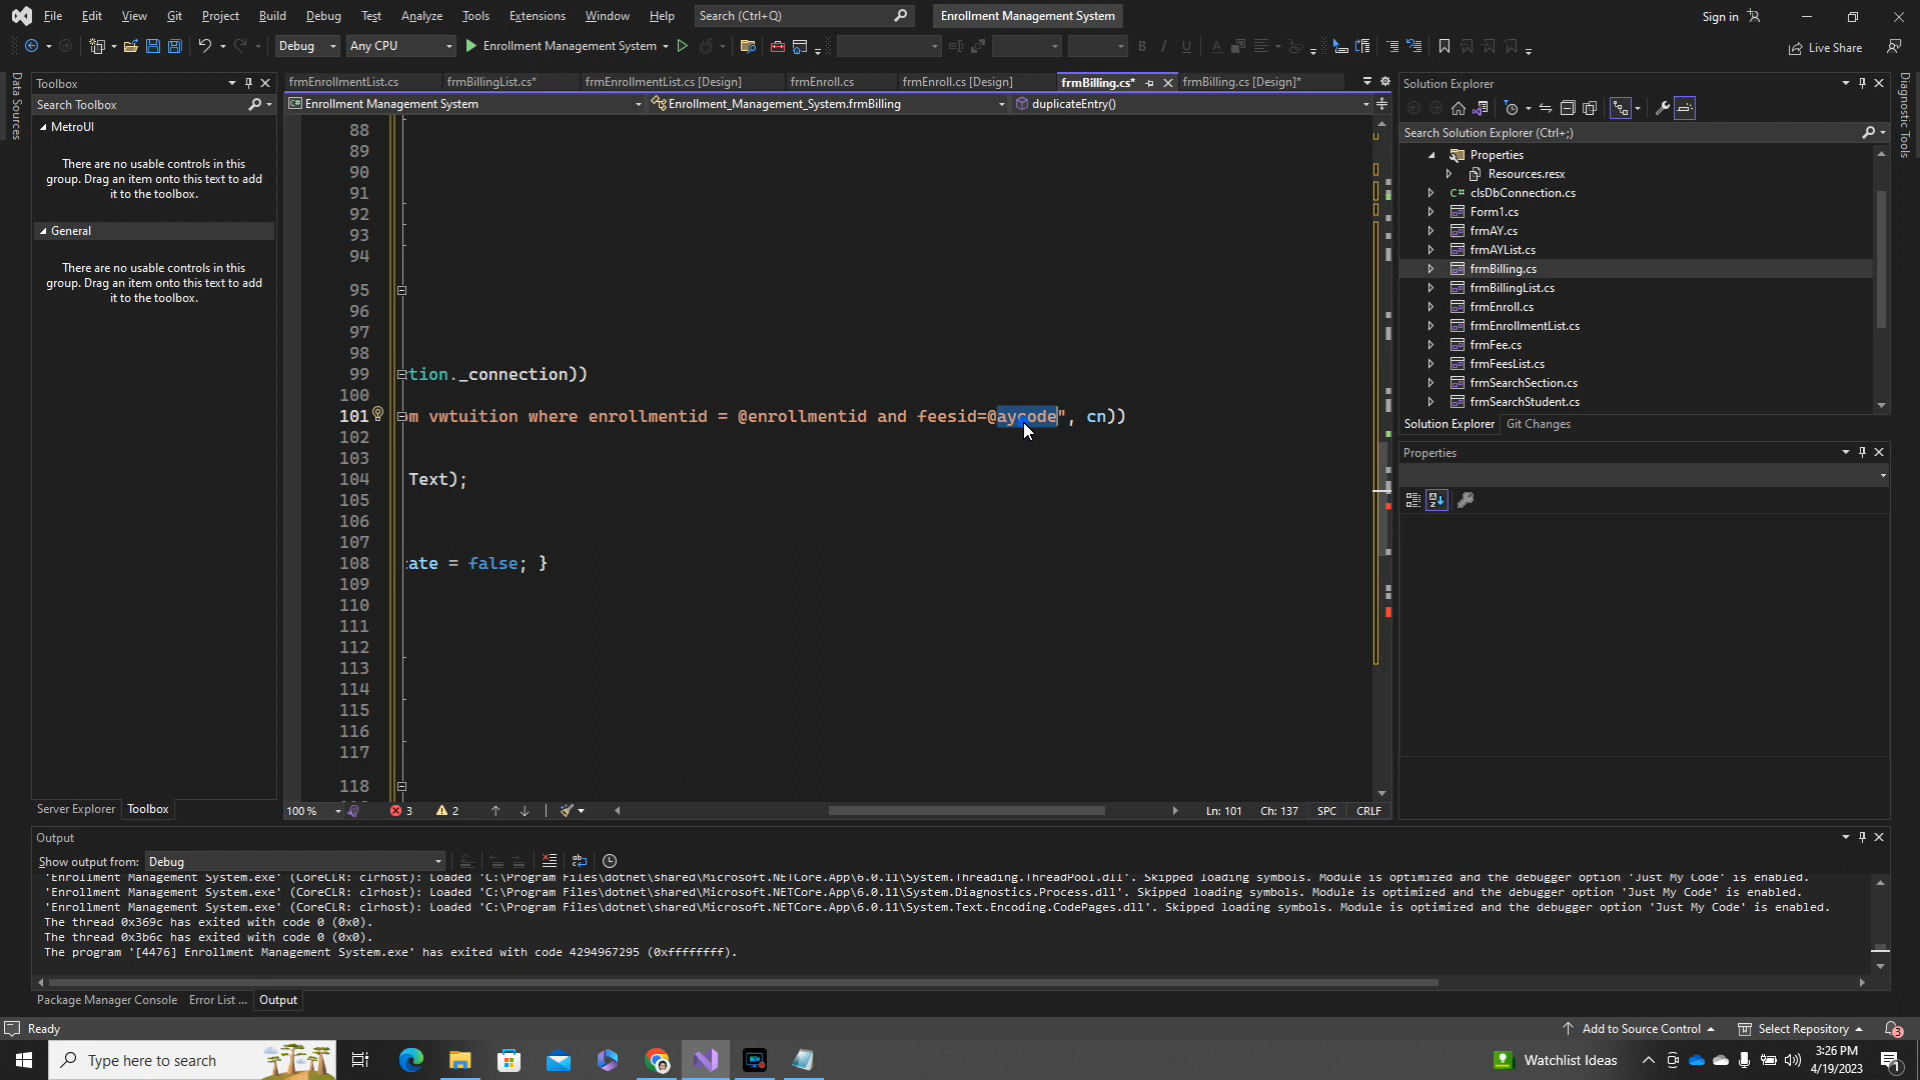 File Edit View Git Project Build Debug Test Analyze Tools Extensions Window Help Search (Ctrl+Q) Enrollment Management System Sign in
Debug Any CPU Enrollment Management System Live Share
Data Sources
Toolbox
Search Toolbox
MetroUI
There are no usable controls in this
group. Drag an item onto this text to add
it to the toolbox.
General
There are no usable controls in this
group. Drag an item onto this text to add
it to the toolbox.
Server Explorer Toolbox
frmEnrollmentList.cs frmBillingList.cs* frmEnrollmentList.cs [Design] frmEnroll.cs frmEnroll.cs [Design] frmBilling.cs* frmBilling.cs [Design]*
Enrollment Management System Enrollment_Management_System.frmBilling duplicateEntry()
88
89
90
91
92
93
94
95
96
97
98
99 tion._connection))
100
101 m vwtuition where enrollmentid = @enrollmentid and feesid=@aycode", cn))
102
103
104 Text);
105
106
107
108 ate = false; }
109
110
111
112
113
114
115
116
117
118
100 % 3 2 Ln: 101 Ch: 137 SPC CRLF
Solution Explorer
Search Solution Explorer (Ctrl+;)
Properties
Resources.resx
C# clsDbConnection.cs
Form1.cs
frmAY.cs
frmAYList.cs
frmBilling.cs
frmBillingList.cs
frmEnroll.cs
frmEnrollmentList.cs
frmFee.cs
frmFeesList.cs
frmSearchSection.cs
frmSearchStudent.cs
Solution Explorer Git Changes
Properties
Diagnostic Tools
Output
Show output from: Debug
'Enrollment Management System.exe' (CoreCLR: clrhost): Loaded 'C:\Program Files\dotnet\shared\Microsoft.NETCore.App\6.0.11\System.Threading.ThreadPool.dll'. Skipped loading symbols. Module is optimized and the debugger option 'Just My Code' is enabled.
'Enrollment Management System.exe' (CoreCLR: clrhost): Loaded 'C:\Program Files\dotnet\shared\Microsoft.NETCore.App\6.0.11\System.Diagnostics.Process.dll'. Skipped loading symbols. Module is optimized and the debugger option 'Just My Code' is enabled.
'Enrollment Management System.exe' (CoreCLR: clrhost): Loaded 'C:\Program Files\dotnet\shared\Microsoft.NETCore.App\6.0.11\System.Text.Encoding.CodePages.dll'. Skipped loading symbols. Module is optimized and the debugger option 'Just My Code' is enabled.
The thread 0x369c has exited with code 0 (0x0).
The thread 0x3b6c has exited with code 0 (0x0).
The program '[4476] Enrollment Management System.exe' has exited with code 4294967295 (0xffffffff).
Package Manager Console Error List ... Output
Ready Add to Source Control Select Repository 3
Type here to search Watchlist Ideas 3:26 PM
4/19/2023 1